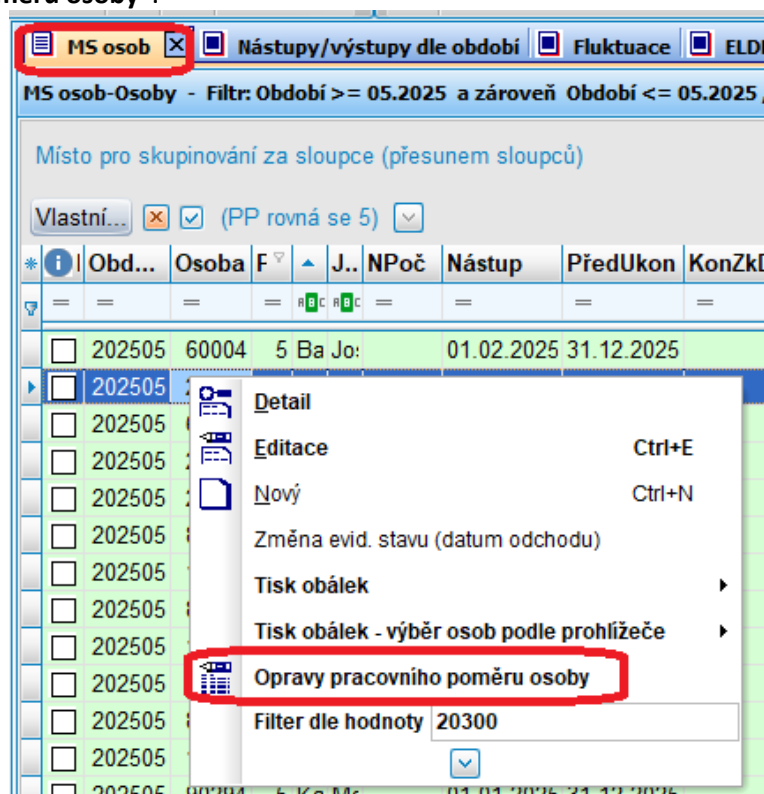 MS osob Nástupy/výstupy dle období Fluktuace
MS osob-Osoby - Filtr: Období >= 05.2025 a zároveň Období <= 05.2025
Místo pro skupinování za sloupce (přesunem sloupců)
Vlastní... (PP rovná se 5)
Obd... Osoba J.. NPoč Nástup PředUkon
= = = = ABC ABC = = = =
202505 60004 5 Ba Jo 01.02.2025 31.12.2025
202505
202505
202505
202505
202505
202505
202505
202505
202505
202505
202505
Detail
Editace Ctrl+E
Nový Ctrl+N
Změna evid. stavu (datum odchodu)
Tisk obálek
Tisk obálek - výběr osob podle prohlížeče
Opravy pracovního poměru osoby
Filter dle hodnoty 20300